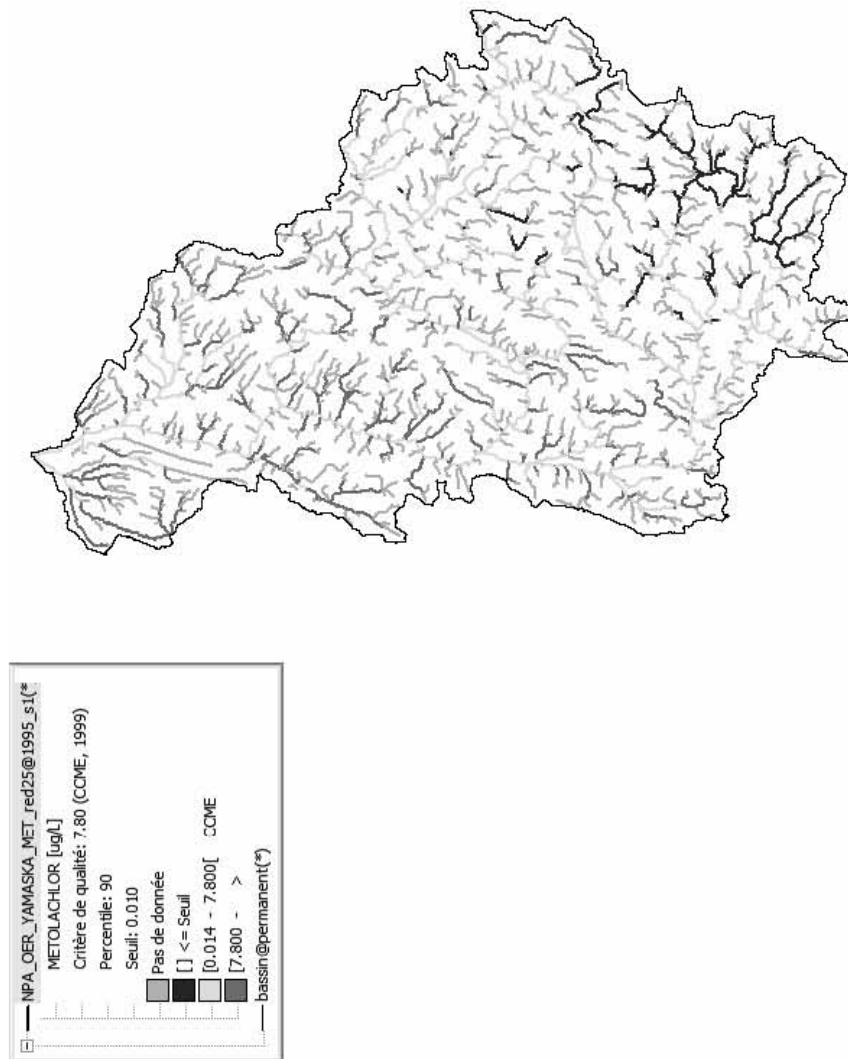 NPA_OER_YAMASKA_MET_red25@1995_s1(*
METOLACHLOR [ug/L]
Critère de qualité: 7.80 (CCME, 1999)
Percentile: 90
Seuil: 0.010
Pas de donnée
[] <= Seuil
[0.014 - 7.800[ CCME
[7.800 - >
bassin@permanent(*)